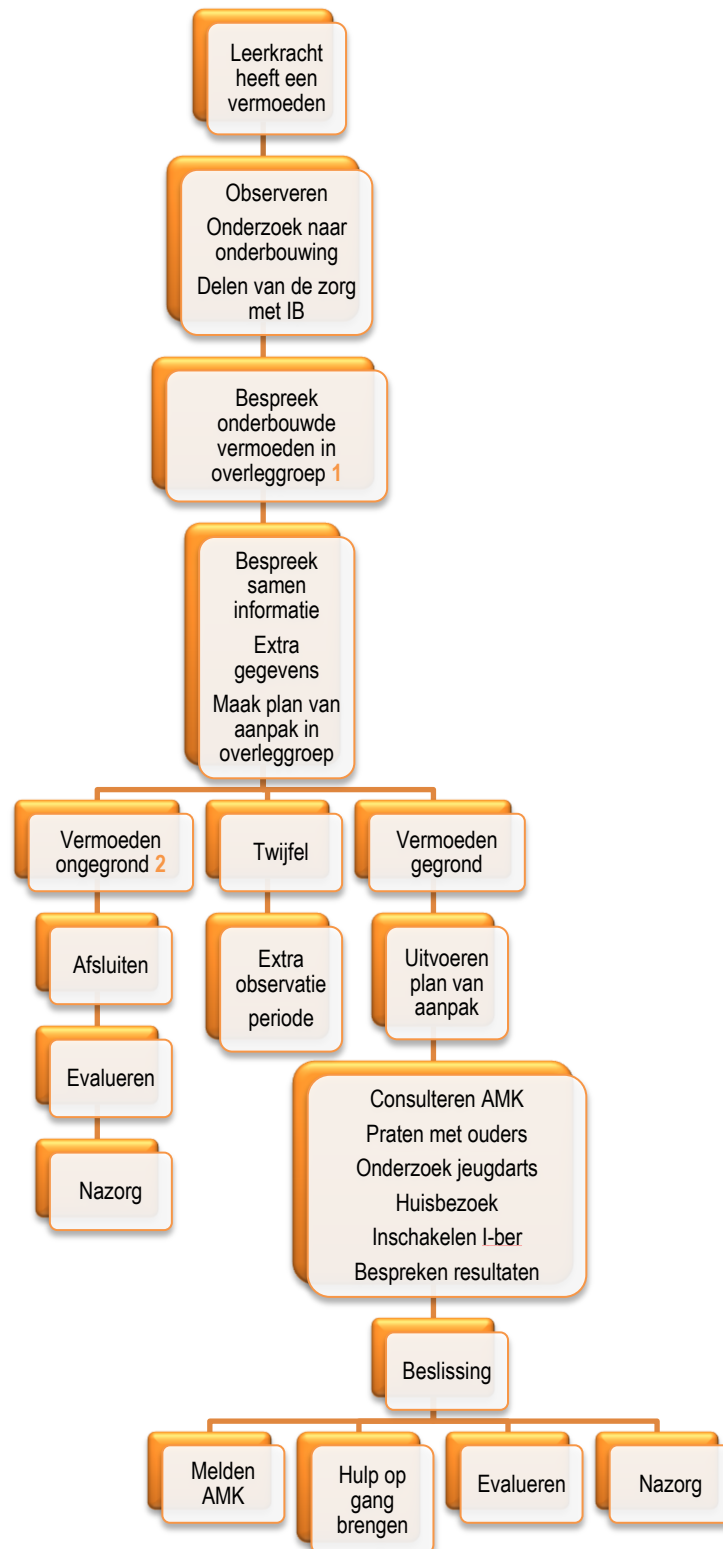 Leerkracht
heeft een
vermoeden
Observeren
Onderzoek naar
onderbouwing
Delen van de zorg
met IB
Bespreek
onderbouwde
vermoeden in
overleggroep 1
Bespreek
samen
informatie
Extra
gegevens
Maak plan van
aanpak in
overleggroep
Vermoeden
ongegrond 2
Afsluiten
Evalueren
Nazorg
Twijfel
Extra
observatie
periode
Vermoeden
gegrond
Uitvoeren
plan van
aanpak
Consulteren AMK
Praten met ouders
Onderzoek jeugdarts
Huisbezoek
Inschakelen I-ber
Bespreken resultaten
Beslissing
Melden
AMK
Hulp op
gang
brengen
Evalueren
Nazorg